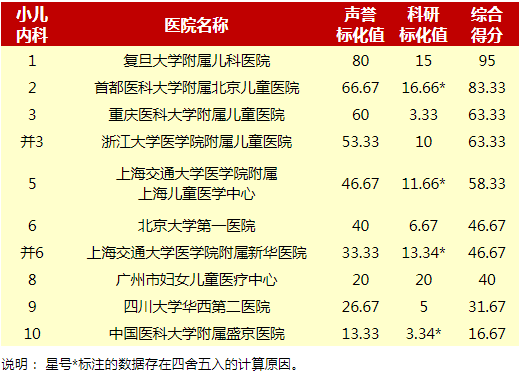 小儿内科 医院名称 声誉标化值 科研标化值 综合得分
1 复旦大学附属儿科医院 80 15 95
2 首都医科大学附属北京儿童医院 66.67 16.66* 83.33
3 重庆医科大学附属儿童医院 60 3.33 63.33
并3 浙江大学医学院附属儿童医院 53.33 10 63.33
5 上海交通大学医学院附属上海儿童医学中心 46.67 11.66* 58.33
6 北京大学第一医院 40 6.67 46.67
并6 上海交通大学医学院附属新华医院 33.33 13.34* 46.67
8 广州市妇女儿童医疗中心 20 20 40
9 四川大学华西第二医院 26.67 5 31.67
10 中国医科大学附属盛京医院 13.33 3.34* 16.67
说明： 星号*标注的数据存在四舍五入的计算原因。